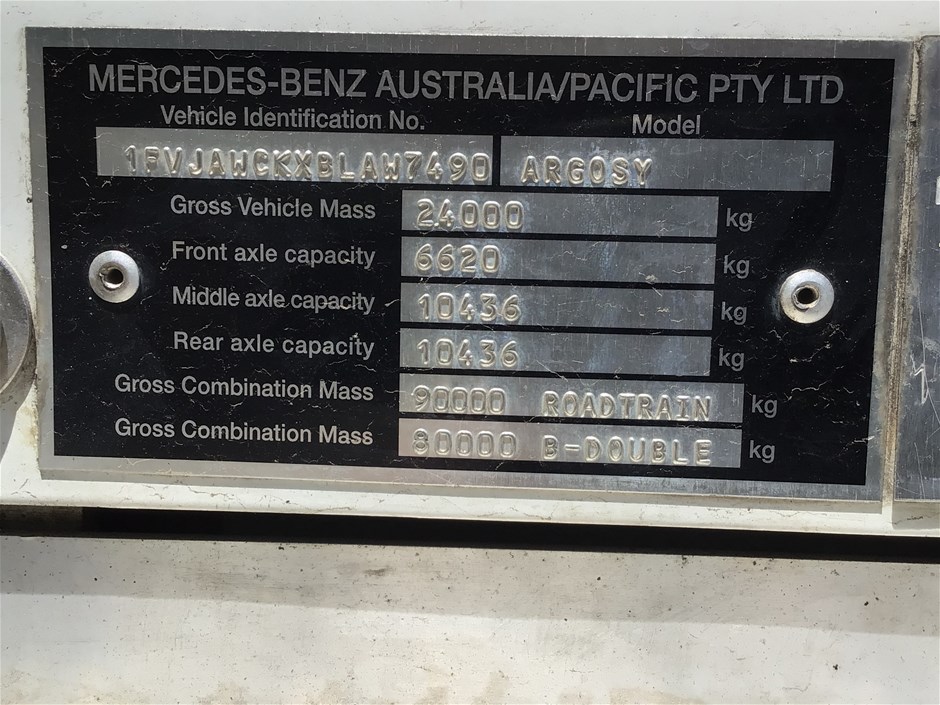 MERCEDES-BENZ AUSTRALIA/PACIFIC PTY LTD
Vehicle Identification No. Model
1FVJAWCKXBLAW7490 ARGOSY
Gross Vehicle Mass 24000 kg
Front axle capacity 6620 kg
Middle axle capacity 10436 kg
Rear axle capacity 10436 kg
Gross Combination Mass 90000 ROADTRAIN kg
Gross Combination Mass 80000 B-DOUBLE kg